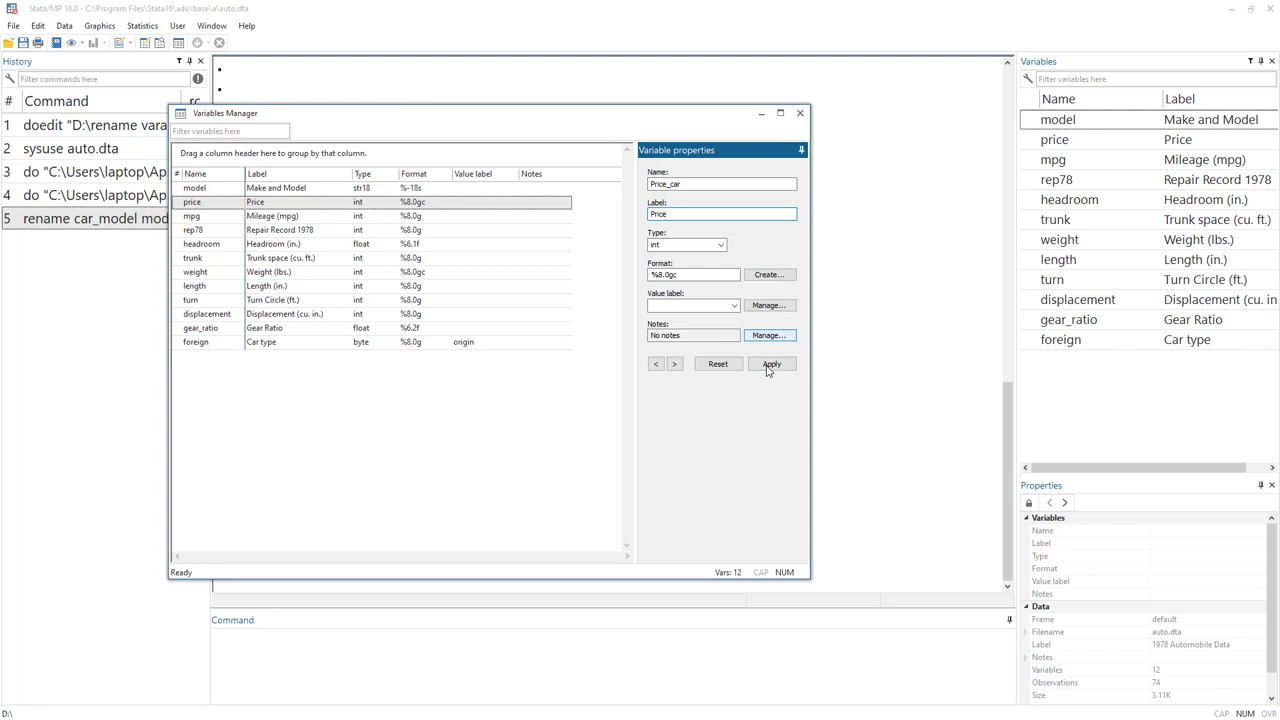 Stata/MP 16.0 - C:\Program Files\Stata16\ado\base\a\auto.dta
File Edit Data Graphics Statistics User Window Help
History
Filter commands here
# Command rc
1 doedit "D:\rename vara
2 sysuse auto.dta
3 do "C:\Users\laptop\Ap
4 do "C:\Users\laptop\Ap
5 rename car_model mod
Variables Manager
Filter variables here
Drag a column header here to group by that column.
# Name Label Type Format Value label Notes
model Make and Model str18 %-18s
price Price int %8.0gc
mpg Mileage (mpg) int %8.0g
rep78 Repair Record 1978 int %8.0g
headroom Headroom (in.) float %6.1f
trunk Trunk space (cu. ft.) int %8.0g
weight Weight (lbs.) int %8.0gc
length Length (in.) int %8.0g
turn Turn Circle (ft.) int %8.0g
displacement Displacement (cu. in.) int %8.0g
gear_ratio Gear Ratio float %6.2f
foreign Car type byte %8.0g origin
Ready
Vars: 12 CAP NUM
Variable properties
Name:
Price_car
Label:
Price
Type:
int
Format:
%8.0gc Create...
Value label:
Manage...
Notes:
No notes Manage...
< > Reset Apply
Command
Variables
Filter variables here
Name Label
model Make and Model
price Price
mpg Mileage (mpg)
rep78 Repair Record 1978
headroom Headroom (in.)
trunk Trunk space (cu. ft.)
weight Weight (lbs.)
length Length (in.)
turn Turn Circle (ft.)
displacement Displacement (cu. in
gear_ratio Gear Ratio
foreign Car type
Properties
Variables
Name
Label
Type
Format
Value label
Notes
Data
Frame default
Filename auto.dta
Label 1978 Automobile Data
Notes
Variables 12
Observations 74
Size 3.11K
D:\
CAP NUM OVR